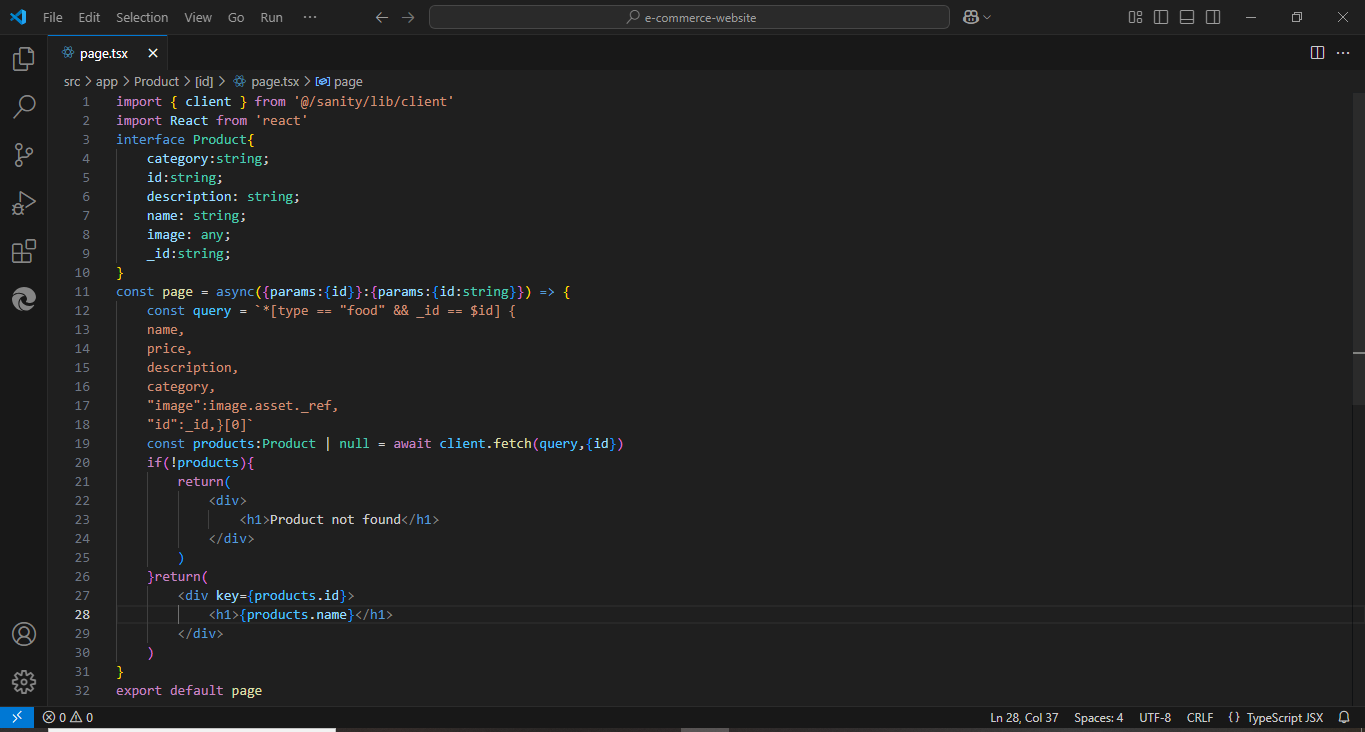 File Edit Selection View Go Run ··· e-commerce-website
page.tsx
src > app > Product > [id] > page.tsx > page
1 import { client } from '@/sanity/lib/client'
2 import React from 'react'
3 interface Product{
4     category:string;
5     id:string;
6     description: string;
7     name: string;
8     image: any;
9     _id:string;
10 }
11 const page = async({params:{id}}:{params:{id:string}}) => {
12     const query = `*[type == "food" && _id == $id] {
13     name,
14     price,
15     description,
16     category,
17     "image":image.asset._ref,
18     "id":_id,}[0]`
19     const products:Product | null = await client.fetch(query,{id})
20     if(!products){
21         return(
22             <div>
23                 <h1>Product not found</h1>
24             </div>
25         )
26     }return(
27         <div key={products.id}>
28             <h1>{products.name}</h1>
29         </div>
30     )
31 }
32 export default page
0 0 Ln 28, Col 37 Spaces: 4 UTF-8 CRLF {} TypeScript JSX